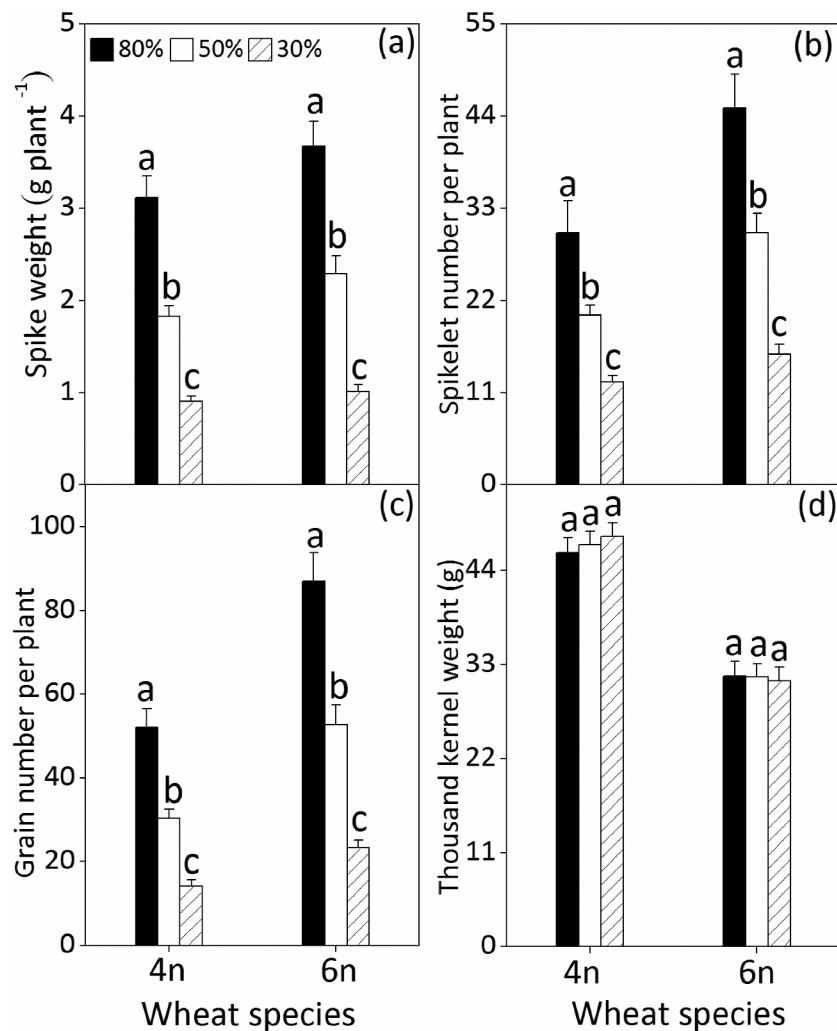 (a)
80% 50% 30%
Spike weight (g plant -1)
5
4
3
2
1
0
a
b
c
a
b
c
(b)
Spikelet number per plant
55
44
33
22
11
0
a
b
c
a
b
c
(c)
Grain number per plant
100
80
60
40
20
0
a
b
c
a
b
c
4n 6n
Wheat species
(d)
Thousand kernel weight (g)
44
33
22
11
0
a a a
a a a
4n 6n
Wheat species